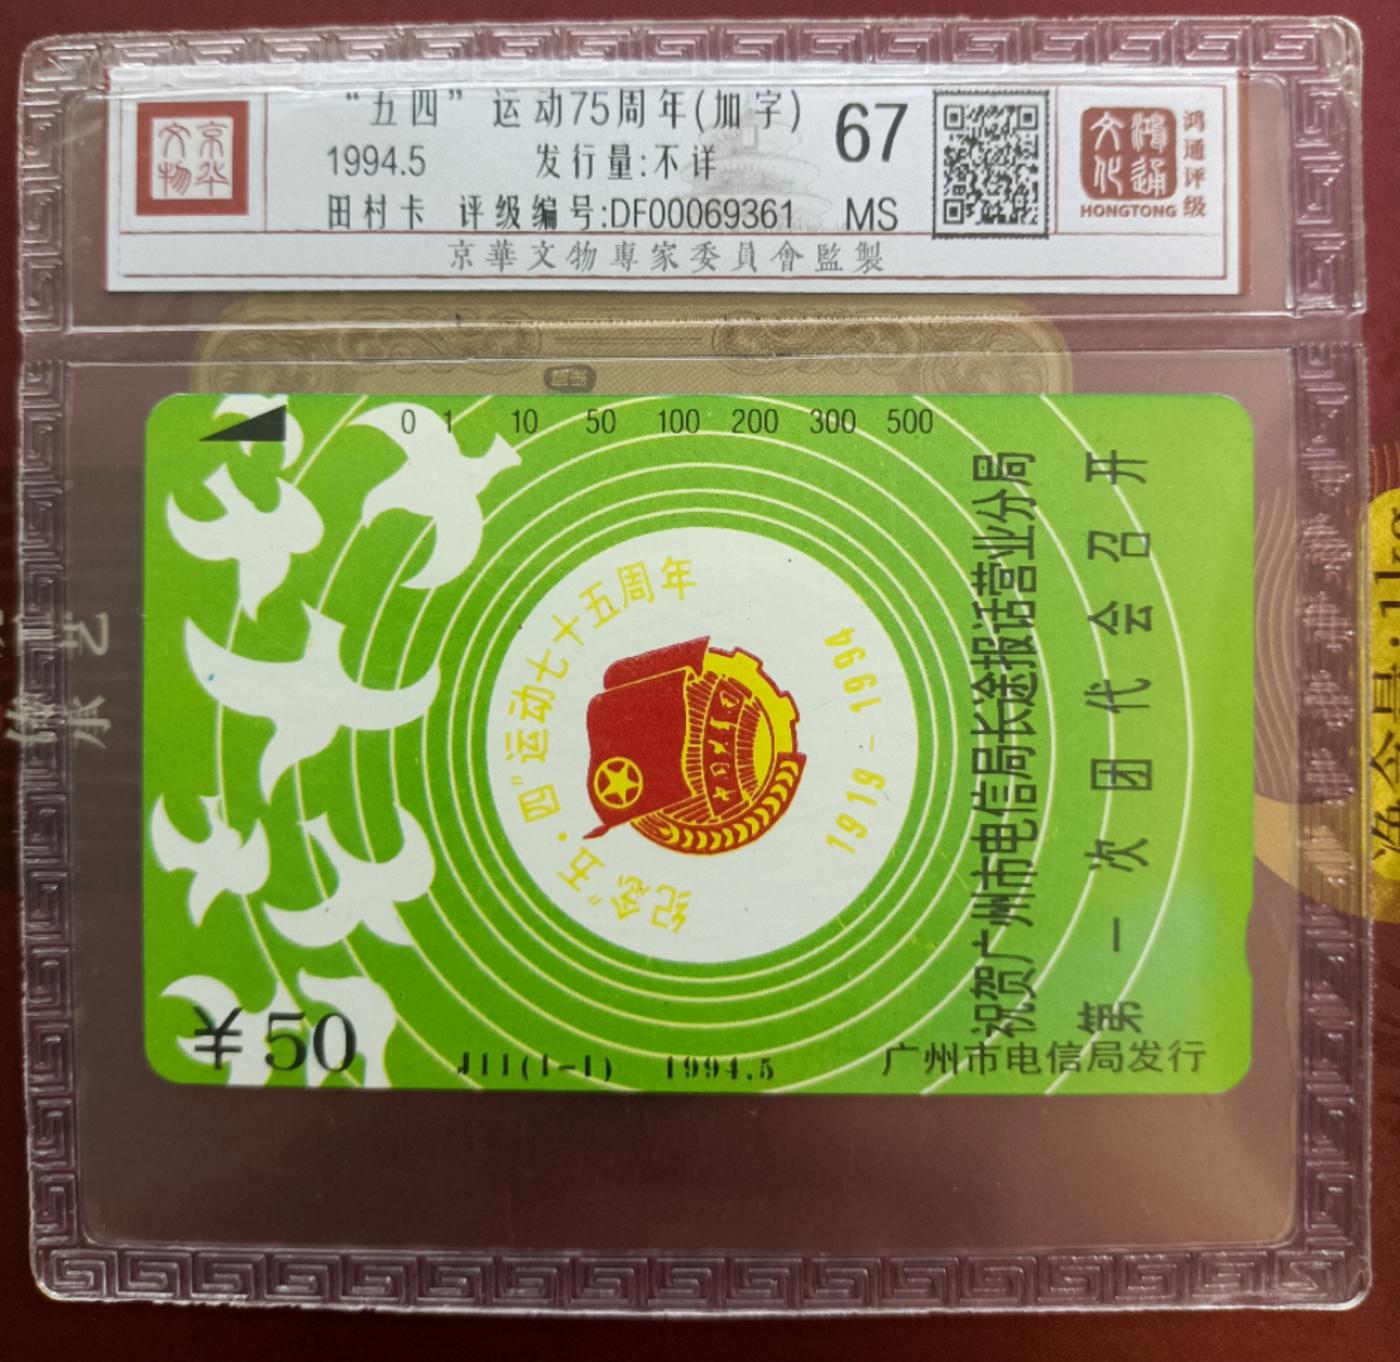 京华
文物
“五四”运动75周年(加字)
1994.5 发行量:不详
田村卡 评级编号:DF00069361
67
MS
鸿通
文化
HONGTONG
鸿通评级
京華文物專家委員會監製
0 1 10 50 100 200 300 500
纪念“五·四”运动七十五周年
1919-1994
祝贺广州市电信局长途报话营业分局
第一次团代会召开
¥50
J11(1-1) 1994.5
广州市电信局发行